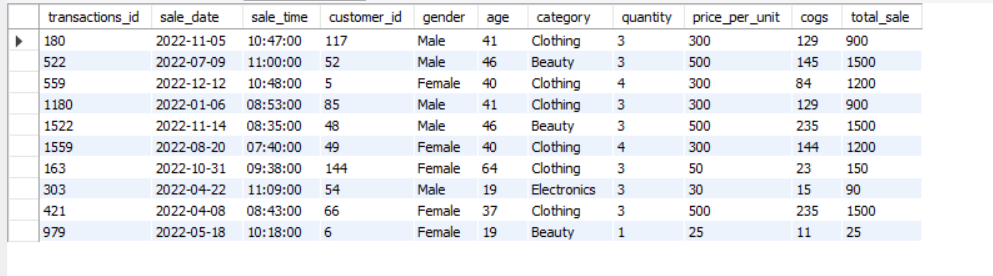 transactions_id sale_date sale_time customer_id gender age category quantity price_per_unit cogs total_sale
180 2022-11-05 10:47:00 117 Male 41 Clothing 3 300 129 900
522 2022-07-09 11:00:00 52 Male 46 Beauty 3 500 145 1500
559 2022-12-12 10:48:00 5 Female 40 Clothing 4 300 84 1200
1180 2022-01-06 08:53:00 85 Male 41 Clothing 3 300 129 900
1522 2022-11-14 08:35:00 48 Male 46 Beauty 3 500 235 1500
1559 2022-08-20 07:40:00 49 Female 40 Clothing 4 300 144 1200
163 2022-10-31 09:38:00 144 Female 64 Clothing 3 50 23 150
303 2022-04-22 11:09:00 54 Male 19 Electronics 3 30 15 90
421 2022-04-08 08:43:00 66 Female 37 Clothing 3 500 235 1500
979 2022-05-18 10:18:00 6 Female 19 Beauty 1 25 11 25